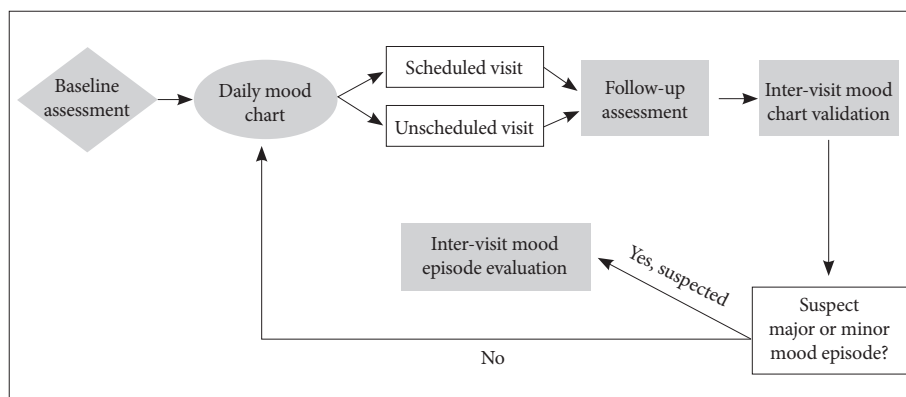 Baseline
assessment
Daily mood
chart
Scheduled visit
Unscheduled visit
Follow-up
assessment
Inter-visit mood
chart validation
Inter-visit mood
episode evaluation
Yes, suspected
Suspect
major or minor
mood episode?
No